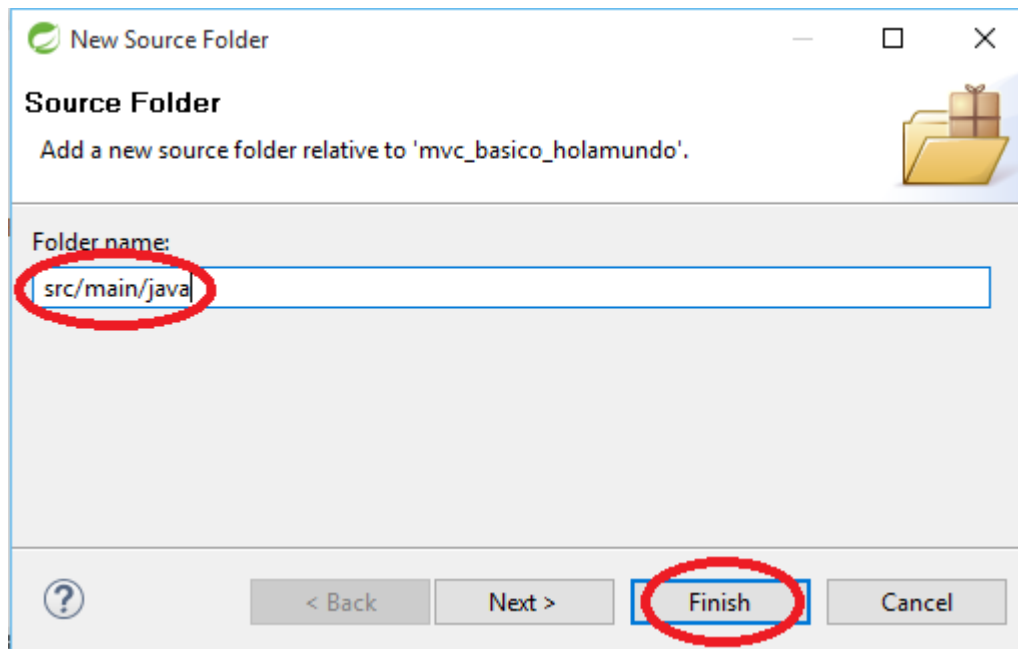 New Source Folder
Source Folder
Add a new source folder relative to 'mvc_basico_holamundo'.
Folder name:
src/main/java
?
< Back
Next >
Finish
Cancel